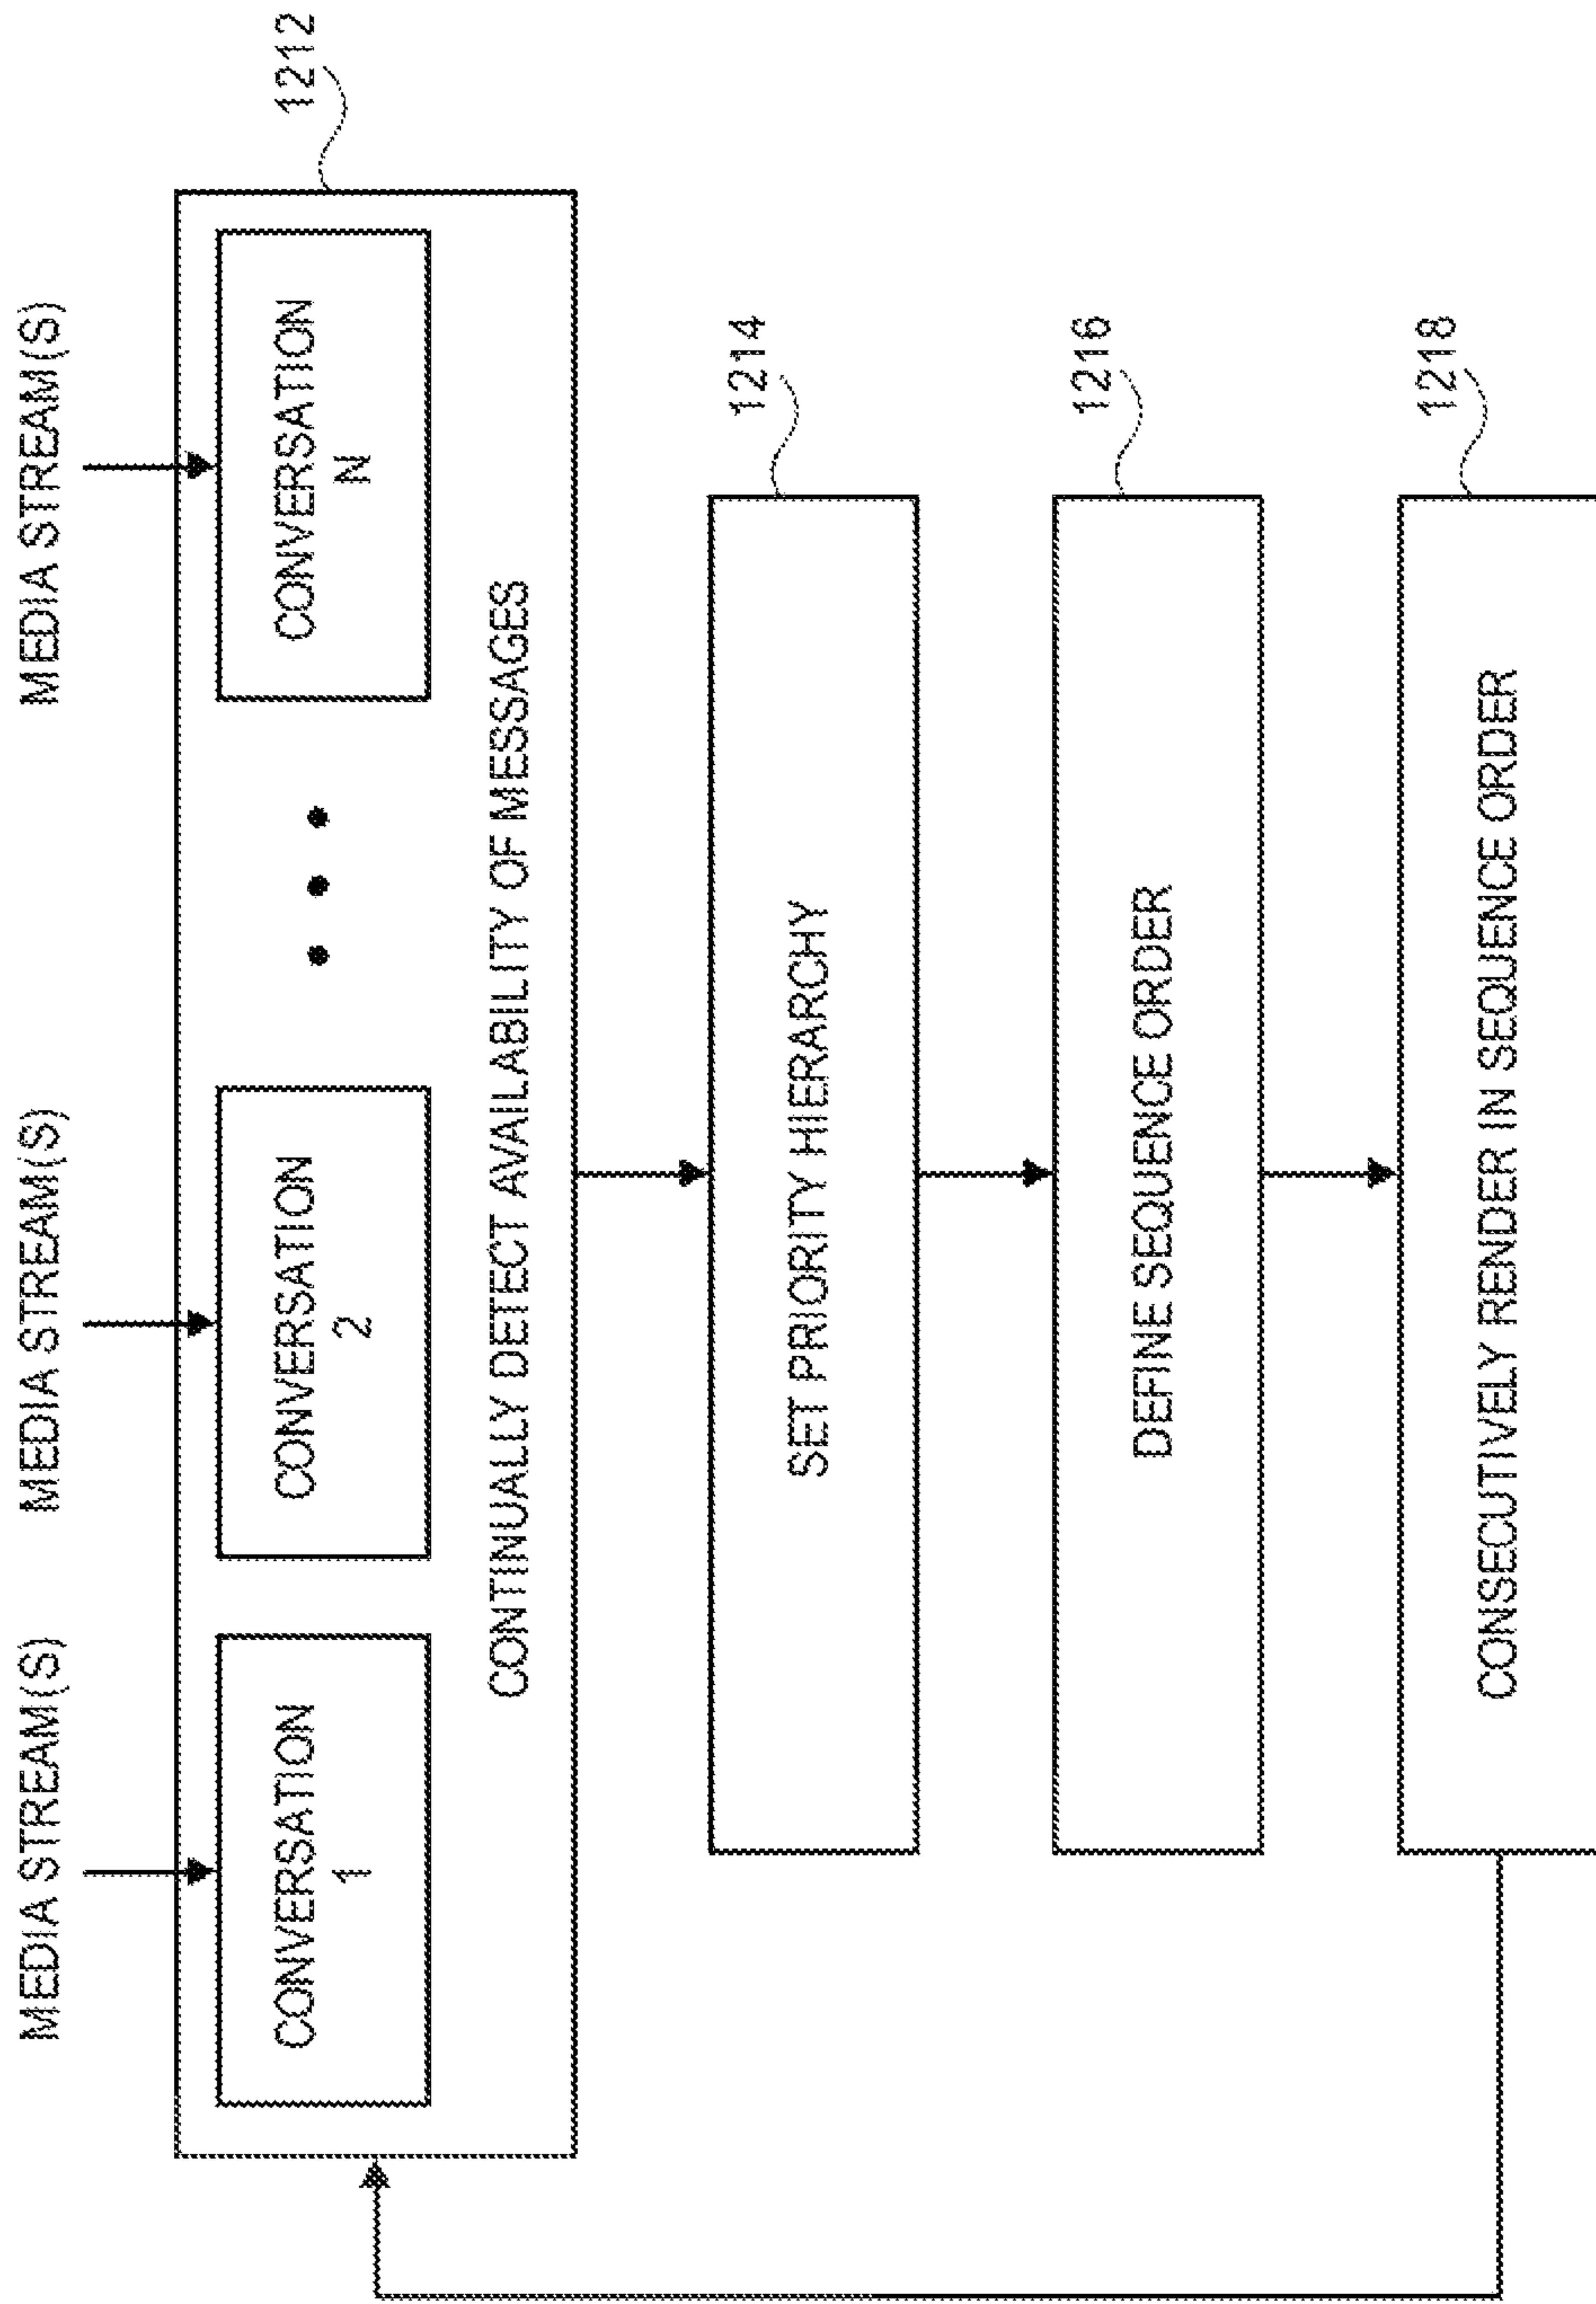 MEDIA STREAM(S)
MEDIA STREAM(S)
MEDIA STREAM(S)
CONVERSATION
1
CONVERSATION
2
CONVERSATION
N
1212
CONTINUALLY DETECT AVAILABILITY OF MESSAGES
1214
SET PRIORITY HIERARCHY
1216
DEFINE SEQUENCE ORDER
1218
CONSECUTIVELY RENDER IN SEQUENCE ORDER